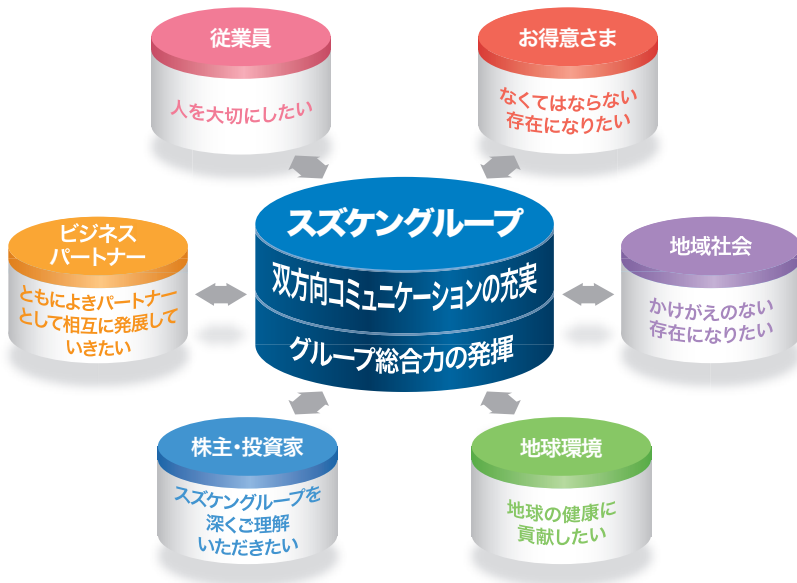 従業員
人を大切にしたい
お得意さま
なくてはならない
存在になりたい
スズケングループ
双方向コミュニケーションの充実
グループ総合力の発揮
ビジネス
パートナー
ともによきパートナー
として相互に発展して
いきたい
地域社会
かけがえのない
存在になりたい
株主・投資家
スズケングループを
深くご理解
いただきたい
地球環境
地球の健康に
貢献したい